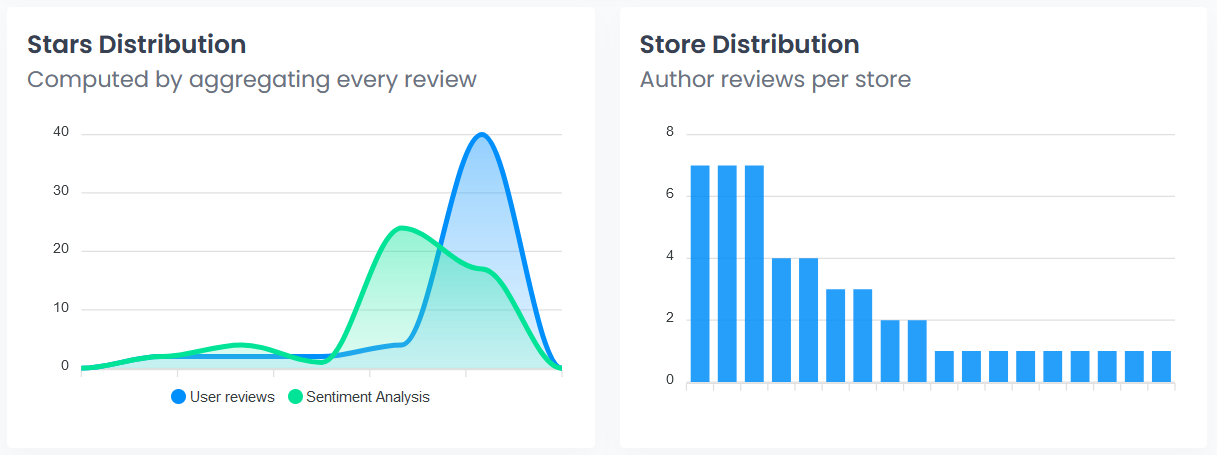 Stars Distribution
Computed by aggregating every review
40
30
20
10
0
User reviews
Sentiment Analysis
Store Distribution
Author reviews per store
8
6
4
2
0